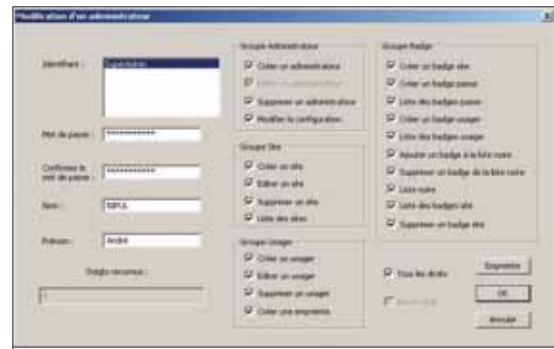 Modification d'un administrateur
Identifiant :
SuperAdmin
Mot de passe :
************
Confirmez le
mot de passe :
************
Nom :
Prénom :
André
Doigts reconnus :
Groupe Administrateur
Créer un administrateur
Supprimer un administrateur
Modifier la configuration
Groupe Site
Créer un site
Editer un site
Supprimer un site
Liste des sites
Groupe Usager
Créer un usager
Editer un usager
Supprimer un usager
Créer une empreinte
Groupe Badge
Créer un badge site
Créer un badge passe
Liste des badges passe
Créer un badge usager
Liste des badges usager
Ajouter un badge à la liste noire
Supprimer un badge de la liste noire
Liste noire
Liste des badges site
Supprimer un badge site
Tous les droits
Empreinte
OK
Annuler